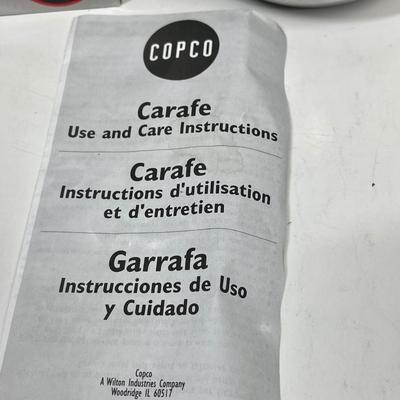 COPCO
Carafe
Use and Care Instructions
Carafe
Instructions d'utilisation
et d'entretien
Garrafa
Instrucciones de Uso
y Cuidado
Copco
A Wilton Industries Company
Woodridge IL 60517